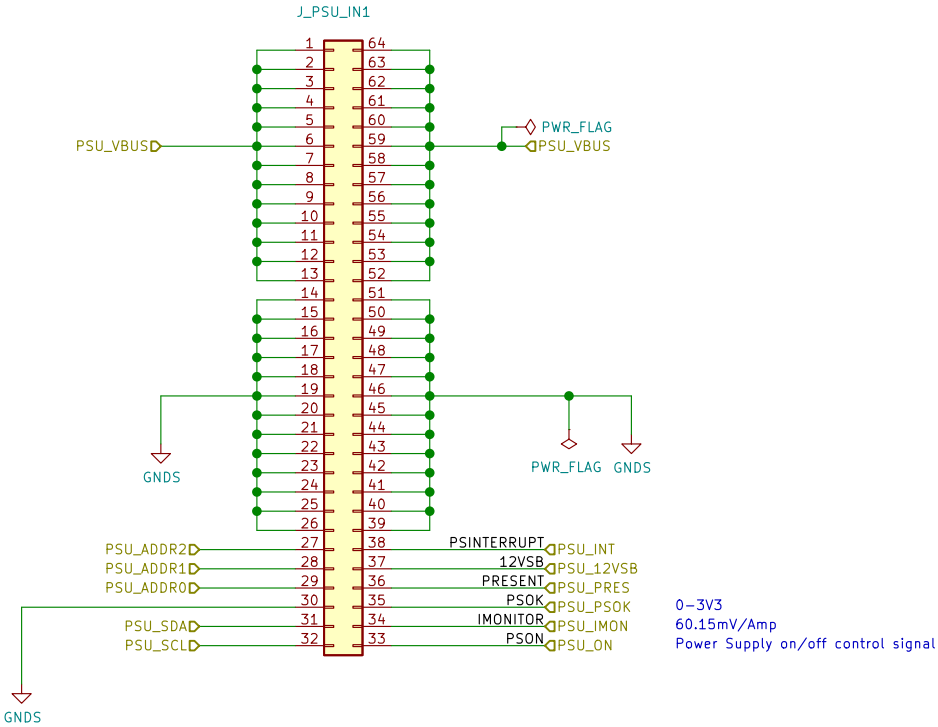 J_PSU_IN1
1 64
2 63
3 62
4 61
5 60 PWR_FLAG
PSU_VBUS 6 59 PSU_VBUS
7 58
8 57
9 56
10 55
11 54
12 53
13 52
14 51
15 50
16 49
17 48
18 47
19 46
20 45
21 44
22 43
GNDS 23 42 PWR_FLAG GNDS
24 41
25 40
26 39
PSU_ADDR2 27 38 PSINTERRUPT PSU_INT
PSU_ADDR1 28 37 12VSB PSU_12VSB
PSU_ADDR0 29 36 PRESENT PSU_PRES
30 35 PSOK PSU_PSOK 0-3V3
PSU_SDA 31 34 IMONITOR PSU_IMON 60.15mV/Amp
PSU_SCL 32 33 PSON PSU_ON Power Supply on/off control signal
GNDS